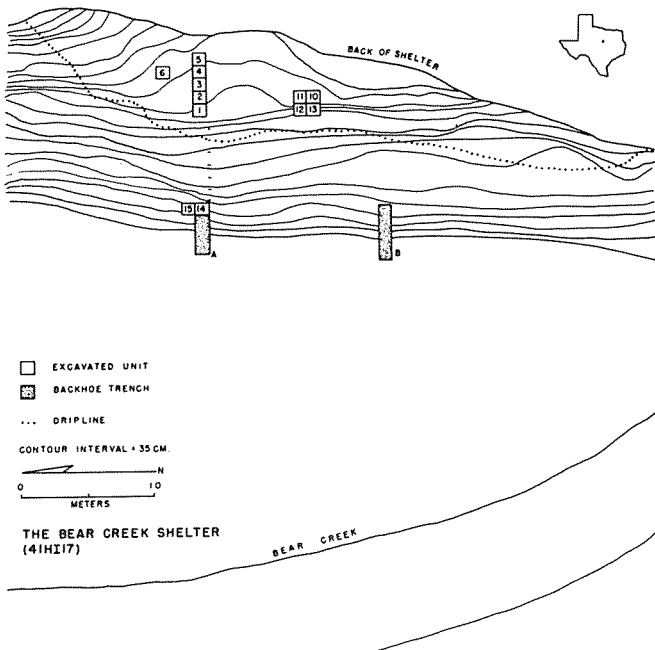 BACK OF SHELTER
5
6
4
3
2
1
11 10
12 13
15 14
A
B
EXCAVATED UNIT
BACKHOE TRENCH
DRIPLINE
CONTOUR INTERVAL = 35 CM.
N
0 10
METERS
THE BEAR CREEK SHELTER
(41HI17)
BEAR CREEK